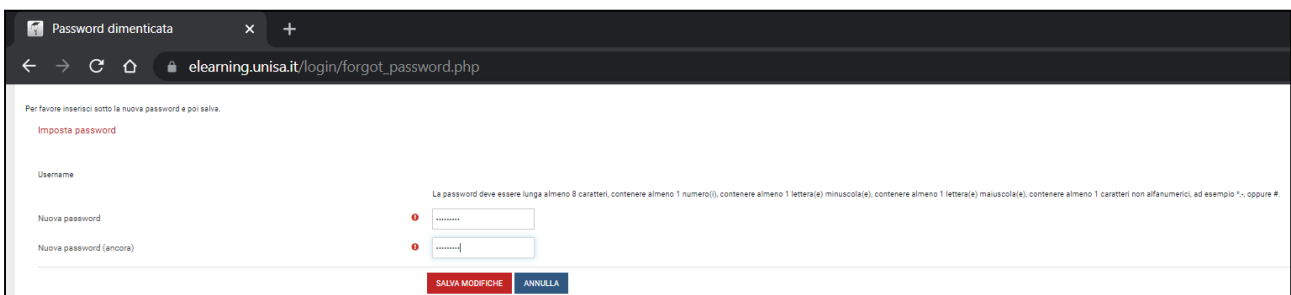 Password dimenticata
elearning.unisa.it/login/forgot_password.php
Per favore inserisci sotto la nuova password e poi salva.
Imposta password
Username
La password deve essere lunga almeno 8 caratteri, contenere almeno 1 numero(i), contenere almeno 1 lettera(e) minuscola(e), contenere almeno 1 lettera(e) maiuscola(e), contenere almeno 1 caratteri non alfanumerici, ad esempio *,-, oppure #.
Nuova password
Nuova password (ancora)
SALVA MODIFICHE ANNULLA